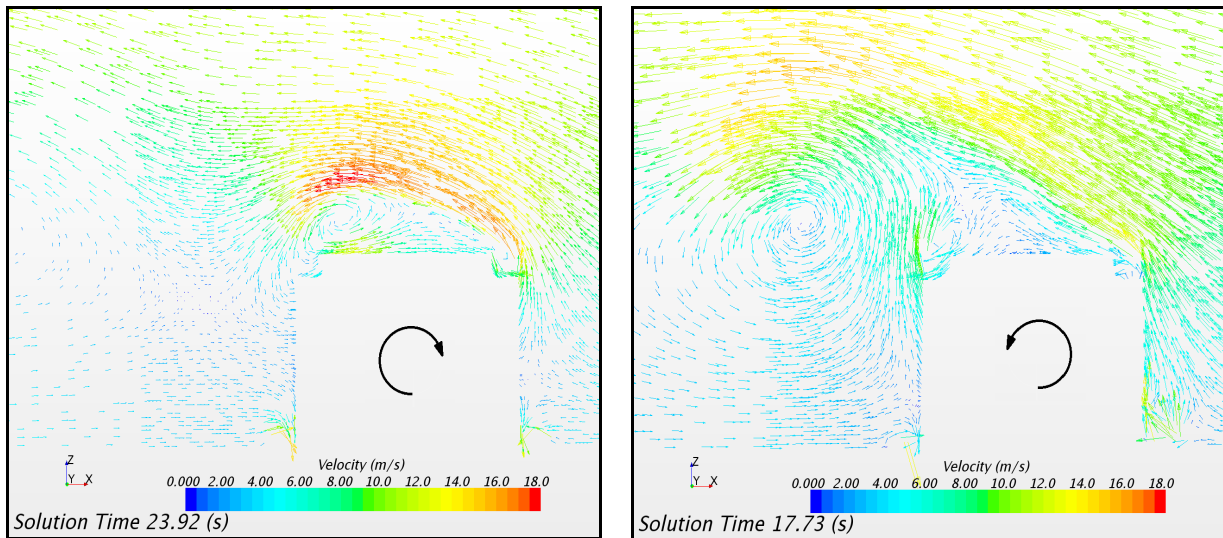 Z
Y X
Velocity (m/s)
0.000 2.00 4.00 6.00 8.00 10.0 12.0 14.0 16.0 18.0
Solution Time 23.92 (s)
Z
Y X
Velocity (m/s)
0.000 2.00 4.00 6.00 8.00 10.0 12.0 14.0 16.0 18.0
Solution Time 17.73 (s)